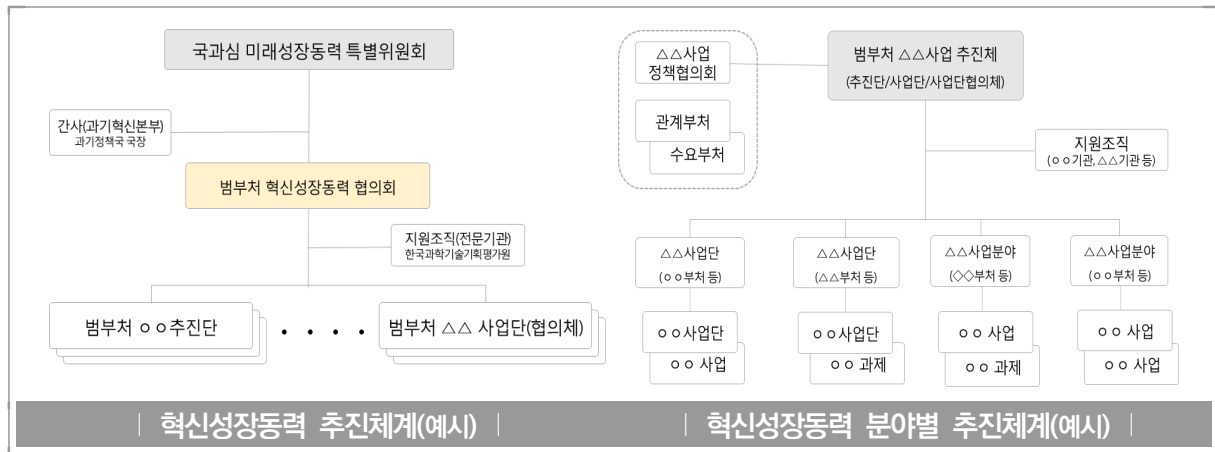 국과심 미래성장동력 특별위원회
간사(과기혁신본부)
과기정책국 국장
범부처 혁신성장동력 협의회
지원조직(전문기관)
한국과학기술기획평가원
범부처 ㅇㅇ추진단
• • • •
범부처 △△ 사업단(협의체)
혁신성장동력 추진체계(예시)
△△사업
정책협의회
관계부처
수요부처
범부처 △△사업 추진체
(추진단/사업단/사업단협의체)
지원조직
(ㅇㅇ기관, △△기관 등)
△△사업단
(ㅇㅇ부처 등)
ㅇㅇ사업단
ㅇㅇ 사업
△△사업단
(△△부처 등)
ㅇㅇ사업단
ㅇㅇ 과제
△△사업분야
(◇◇부처 등)
ㅇㅇ 사업
ㅇㅇ 과제
△△사업분야
(ㅇㅇ부처 등)
ㅇㅇ 사업
ㅇㅇ 사업
혁신성장동력 분야별 추진체계(예시)